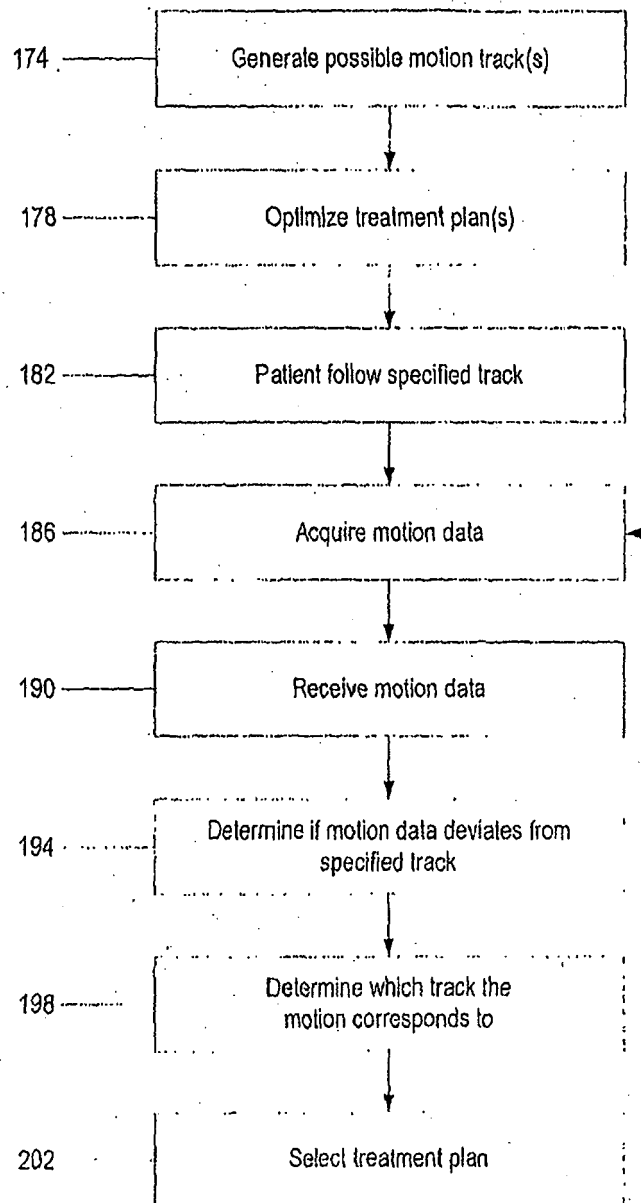 174 Generate possible motion track(s)
178 Optimize treatment plan(s)
182 Patient follow specified track
186 Acquire motion data
190 Receive motion data
194 Determine if motion data deviates from
specified track
198 Determine which track the
motion corresponds to
202 Select treatment plan